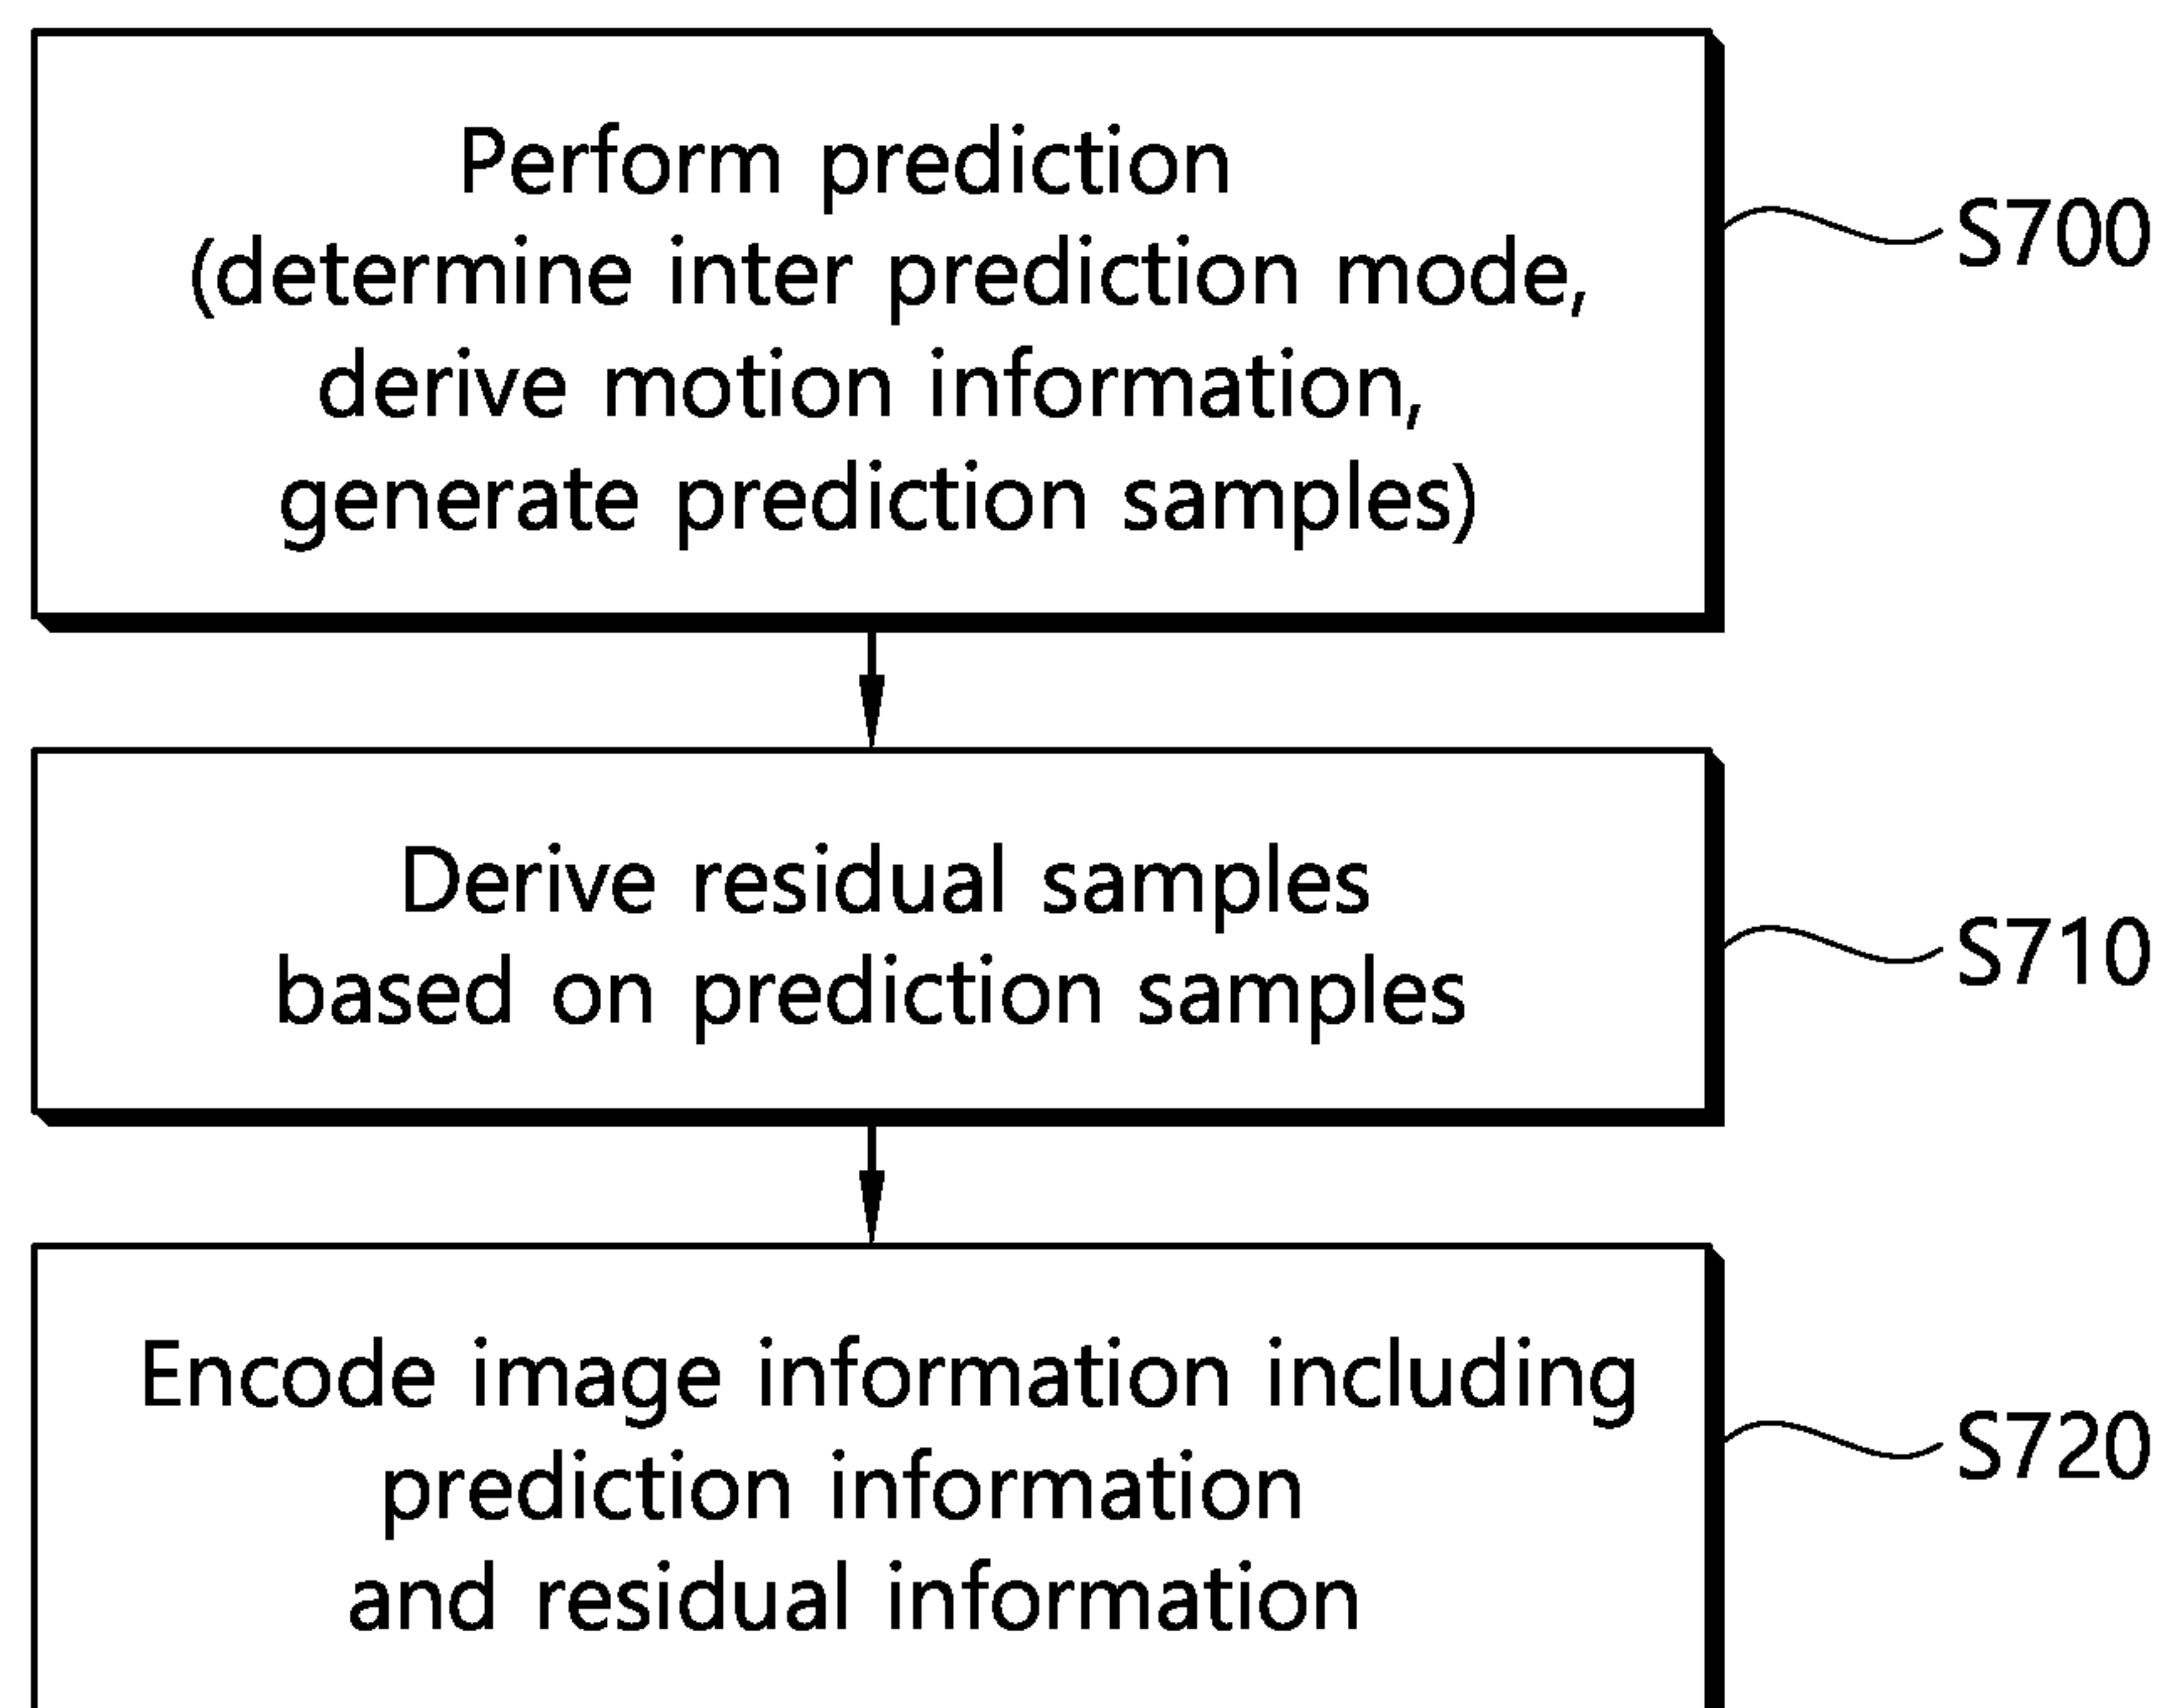 Perform prediction
(determine inter prediction mode,
derive motion information,
generate prediction samples)
S700
Derive residual samples
based on prediction samples
S710
Encode image information including
prediction information
and residual information
S720